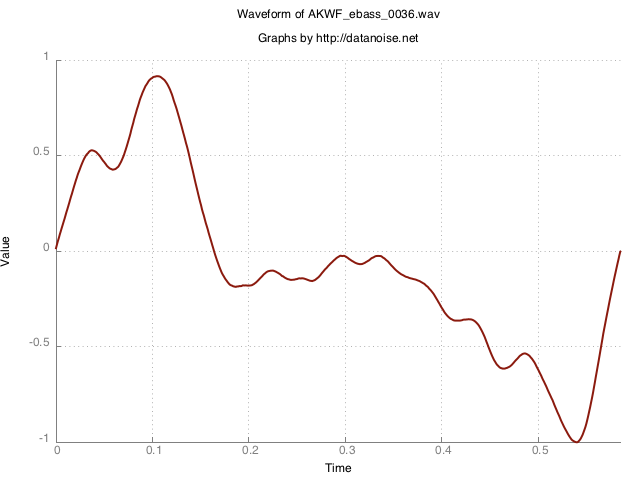 Waveform of AKWF_ebass_0036.wav
Graphs by http://datanoise.net
1
0.5
0
-0.5
-1
Value
0 0.1 0.2 0.3 0.4 0.5
Time